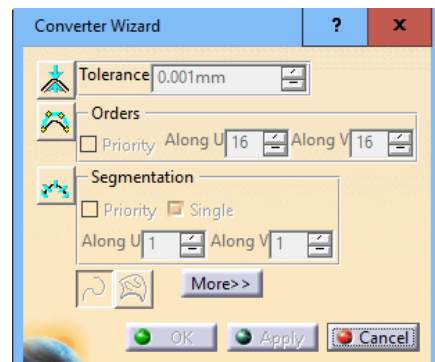 Converter Wizard ? x
Tolerance 0.001mm
Orders
Priority Along U 16 Along V 16
Segmentation
Priority Single
Along U 1 Along V 1
More>>
OK Apply Cancel